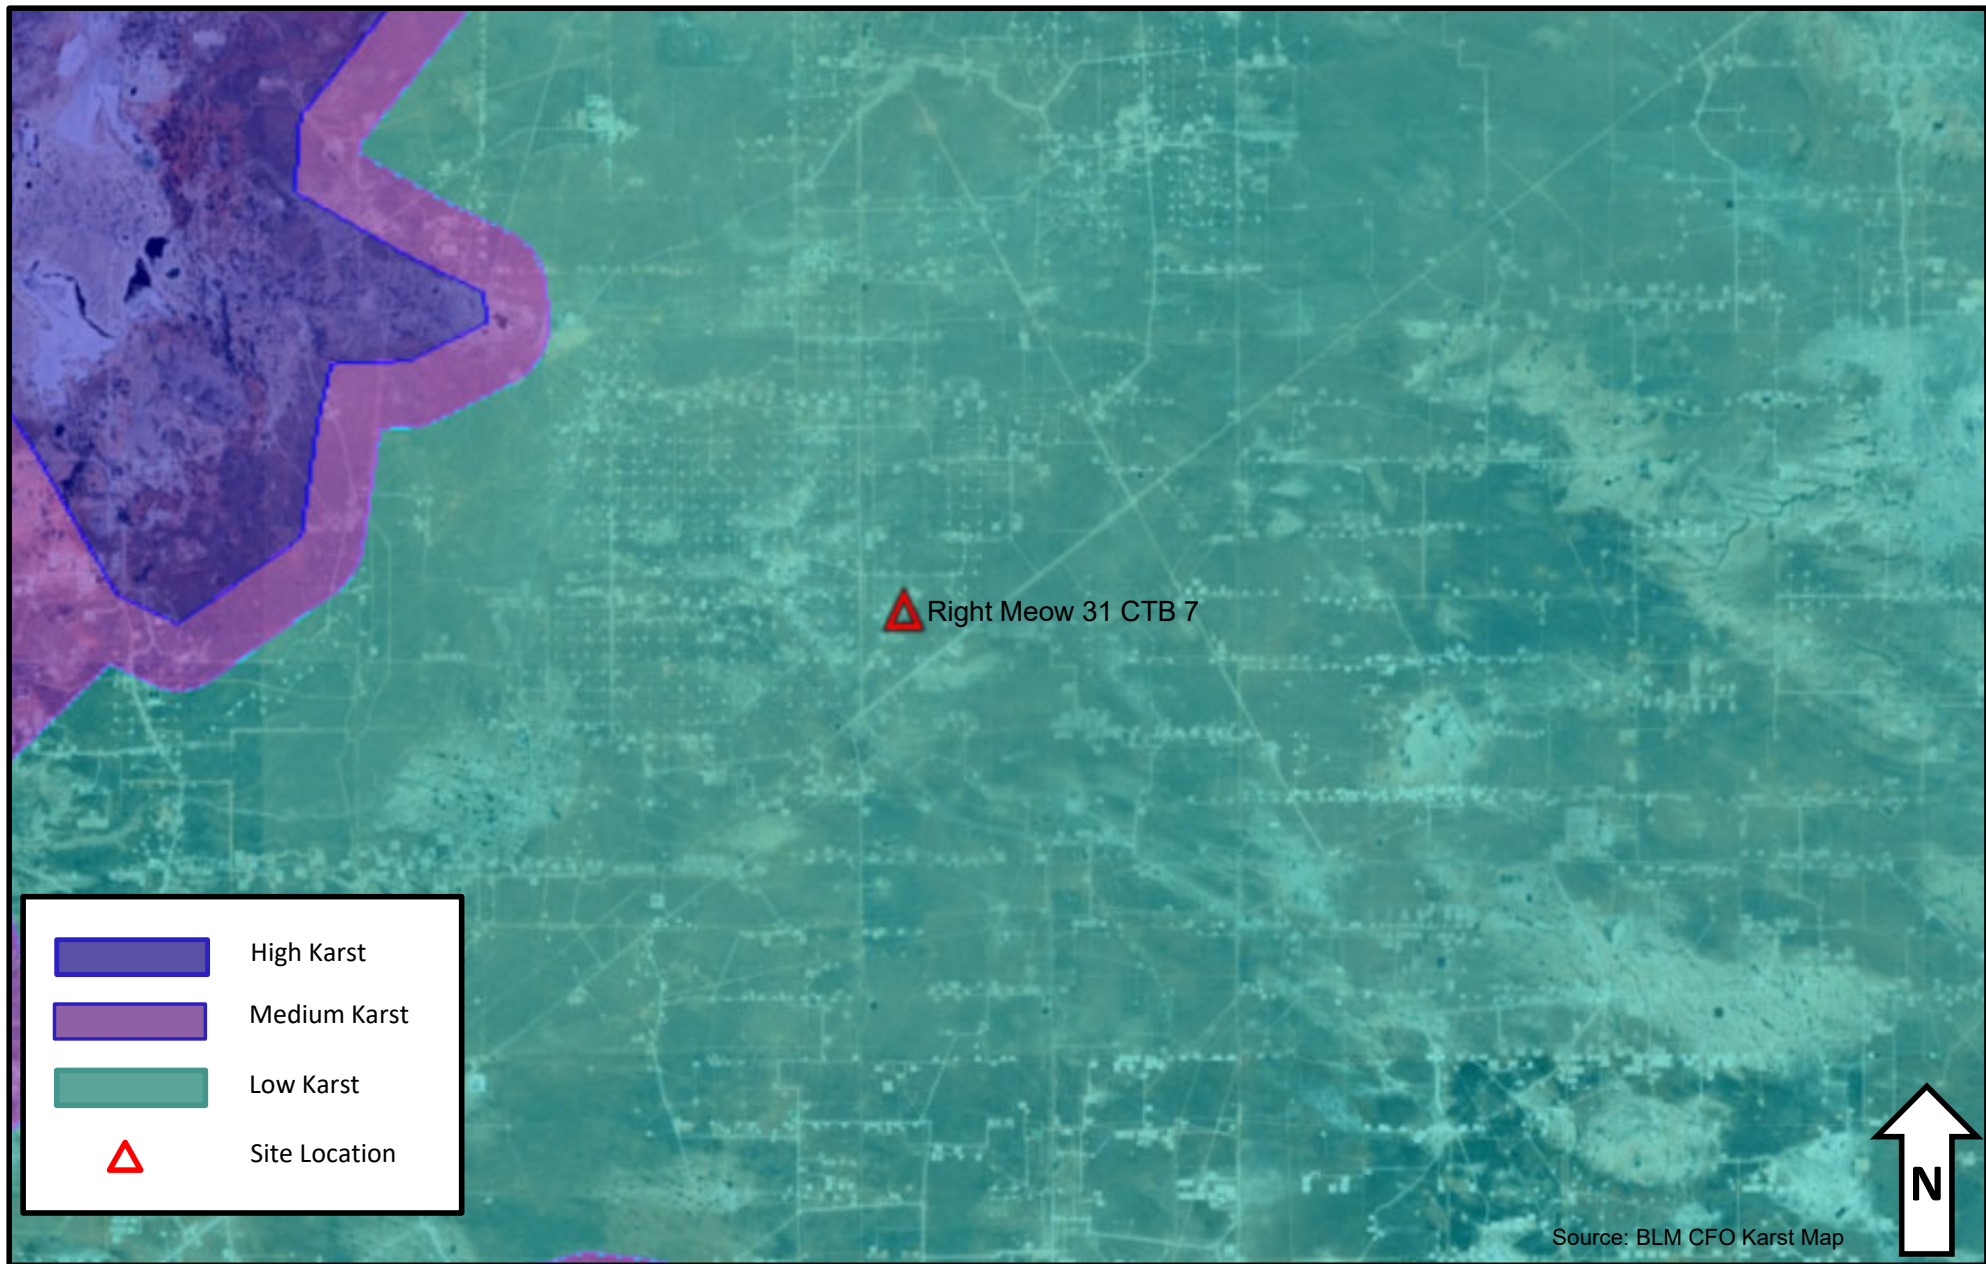 Right Meow 31 CTB 7
High Karst
Medium Karst
Low Karst
Site Location
N
Source: BLM CFO Karst Map